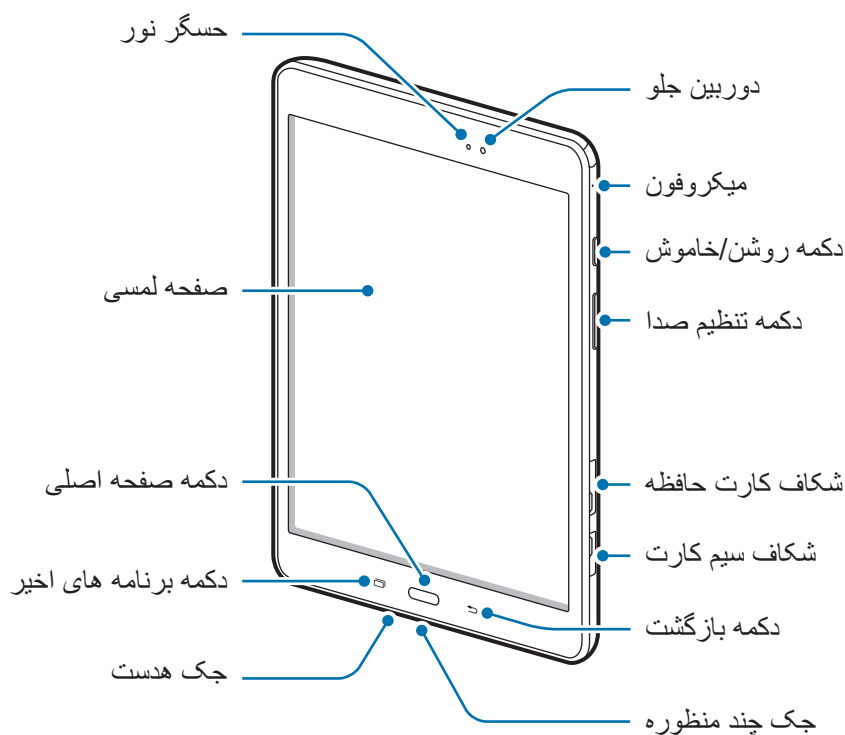 حسگر نور
دوربین جلو
میکروفون
دکمه روشن/خاموش
صفحه لمسی
دکمه تنظیم صدا
دکمه صفحه اصلی
شکاف کارت حافظه
شکاف سیم کارت
دکمه برنامه های اخیر
دکمه بازگشت
جک هدست
جک چند منظوره